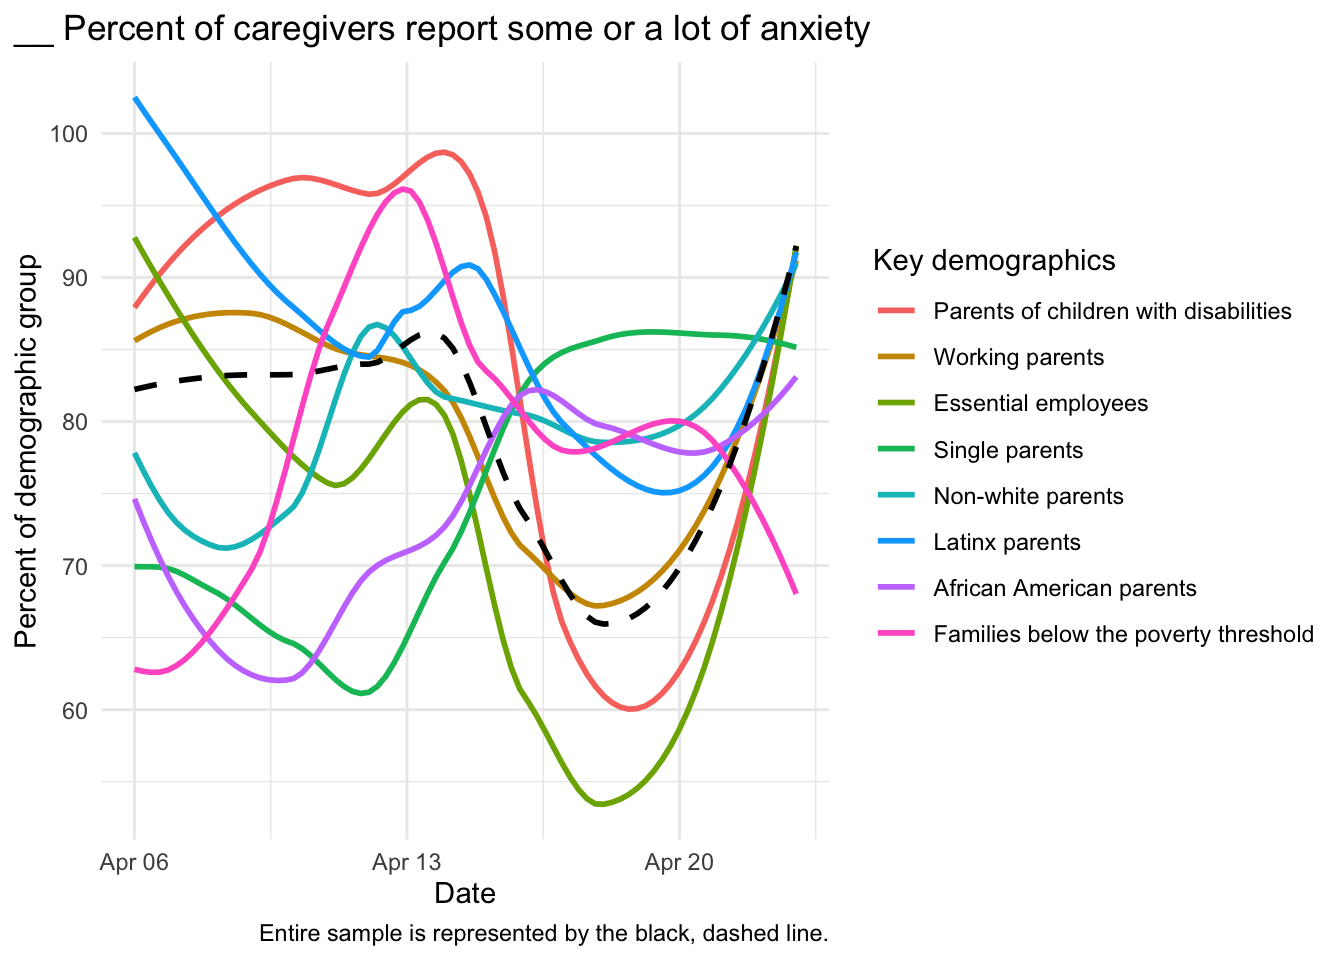 __ Percent of caregivers report some or a lot of anxiety
Percent of demographic group
100
90
80
70
60
Apr 06
Apr 13
Apr 20
Date
Entire sample is represented by the black, dashed line.
Key demographics
Parents of children with disabilities
Working parents
Essential employees
Single parents
Non-white parents
Latinx parents
African American parents
Families below the poverty threshold